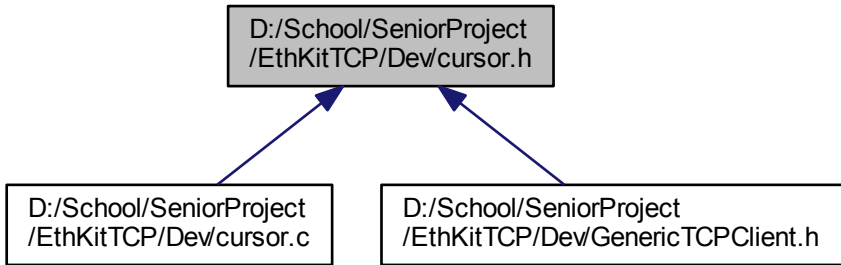 D:/School/SeniorProject
/EthKitTCP/Dev/cursor.h
D:/School/SeniorProject
/EthKitTCP/Dev/cursor.c
D:/School/SeniorProject
/EthKitTCP/Dev/GenericTCPClient.h